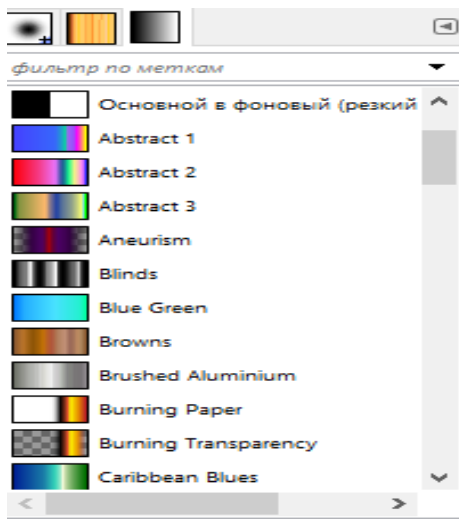 фильтр по меткам
Основной в фоновый (резкий
Abstract 1
Abstract 2
Abstract 3
Aneurism
Blinds
Blue Green
Browns
Brushed Aluminium
Burning Paper
Burning Transparency
Caribbean Blues